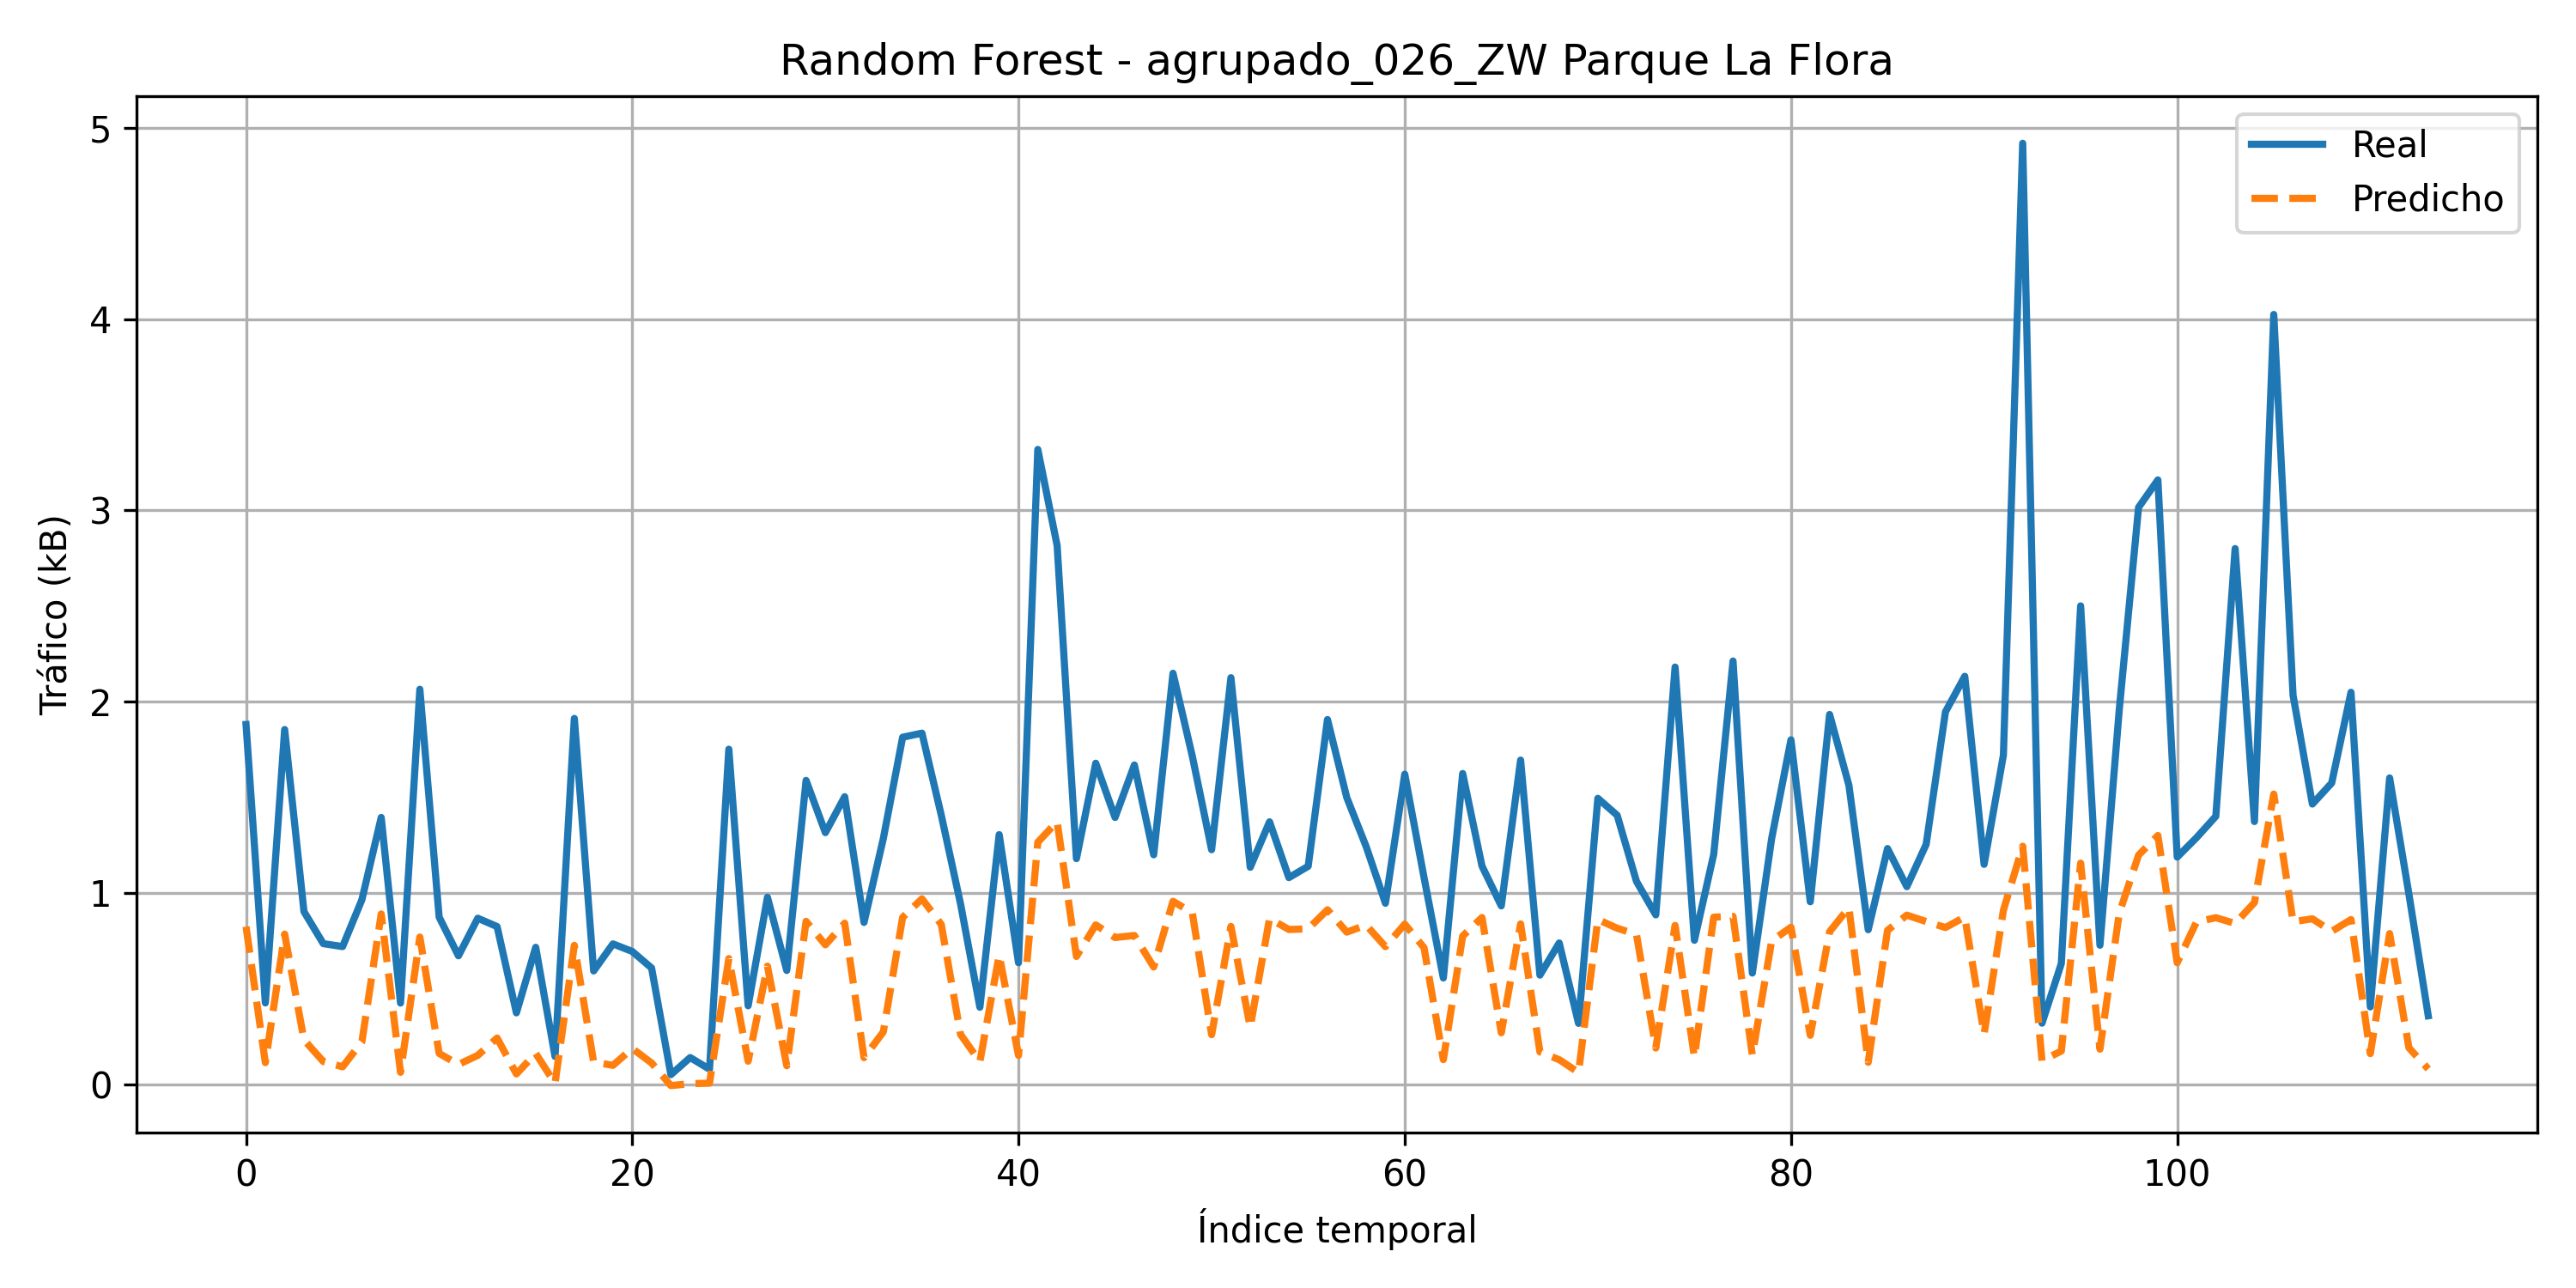 Random Forest - agrupado_026_ZW Parque La Flora
Real
Predicho
Tráfico (kB)
5
4
3
2
1
0
0 20 40 60 80 100
Índice temporal